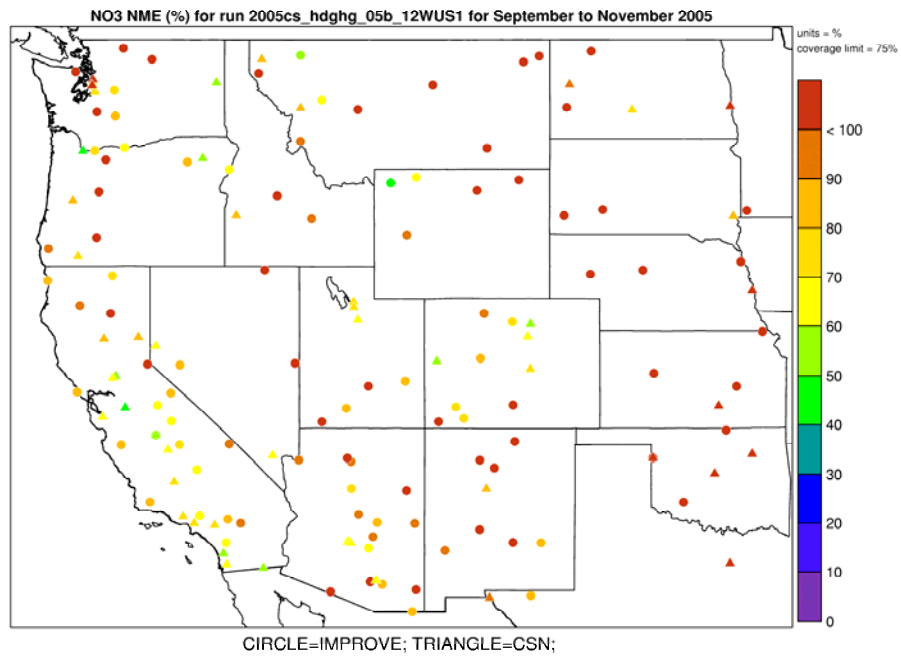 NO3 NME (%) for run 2005cs_hdghg_05b_12WUS1 for September to November 2005
units = %
coverage limit = 75%
< 100
90
80
70
60
50
40
30
20
10
0
CIRCLE=IMPROVE; TRIANGLE=CSN;